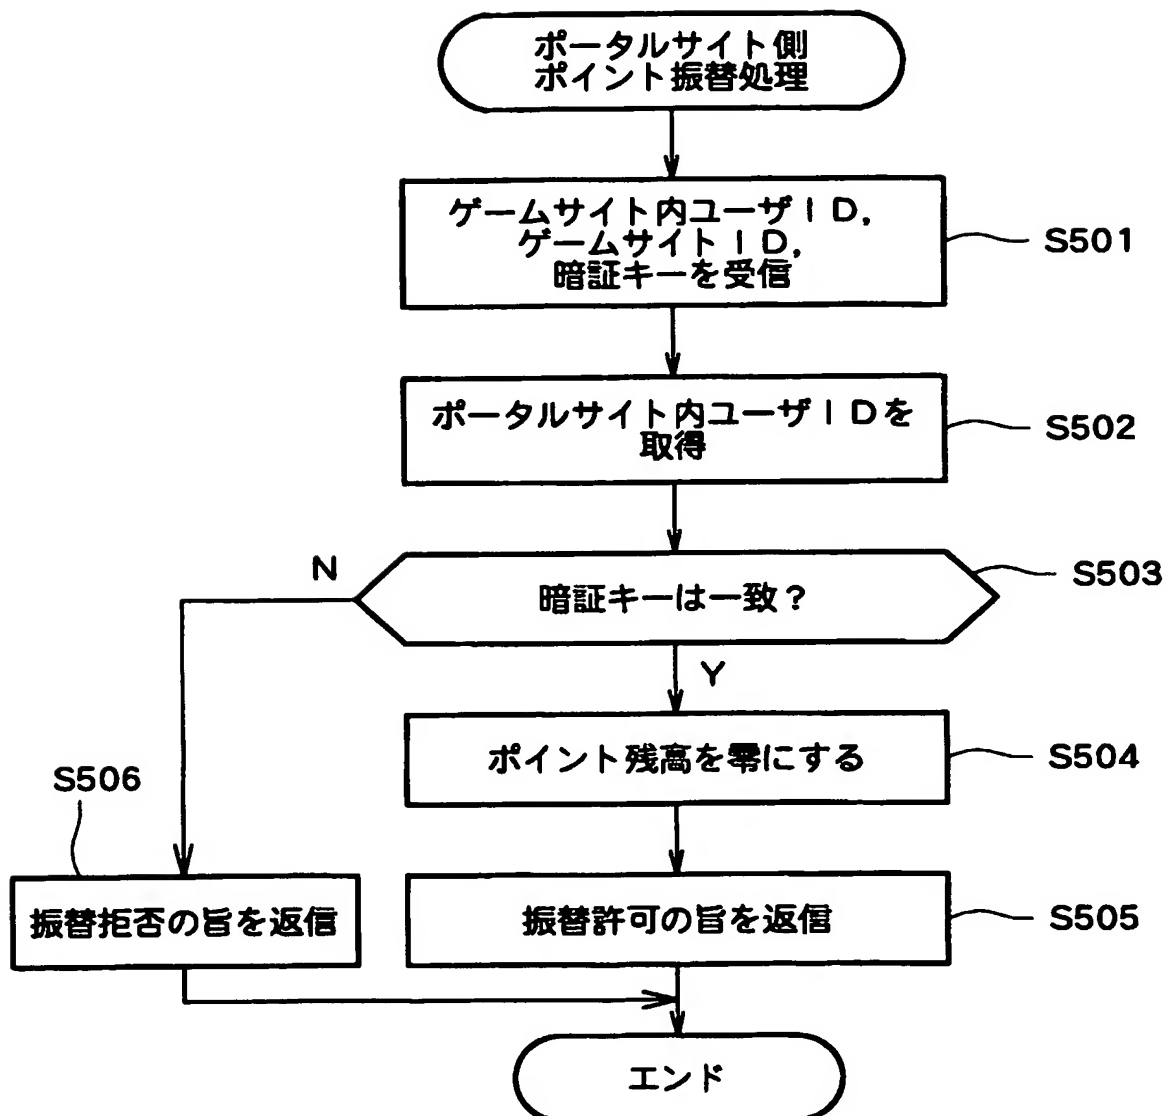 ポータルサイト側
ポイント振替処理
ゲームサイト内ユーザID,
ゲームサイトID,
暗証キーを受信
S501
ポータルサイト内ユーザIDを
取得
S502
暗証キーは一致?
S503
N
Y
ポイント残高を零にする
S504
S506
振替拒否の旨を返信
振替許可の旨を返信
S505
エンド